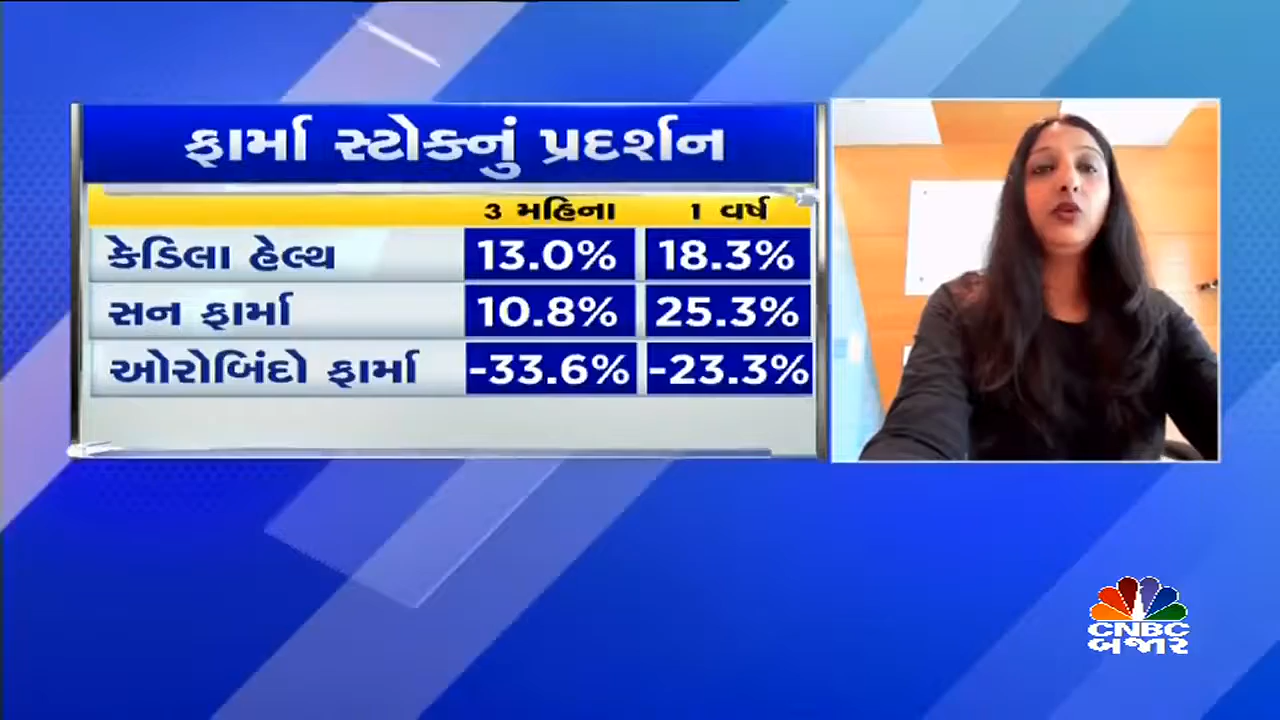 ફાર્મા સ્ટોકનું પ્રદર્શન
3 મહિના 1 વર્ષ
કેડિલા હેલ્થ 13.0% 18.3%
સન ફાર્મા 10.8% 25.3%
ઓરોબિંદો ફાર્મા -33.6% -23.3%
CNBC
બજાર